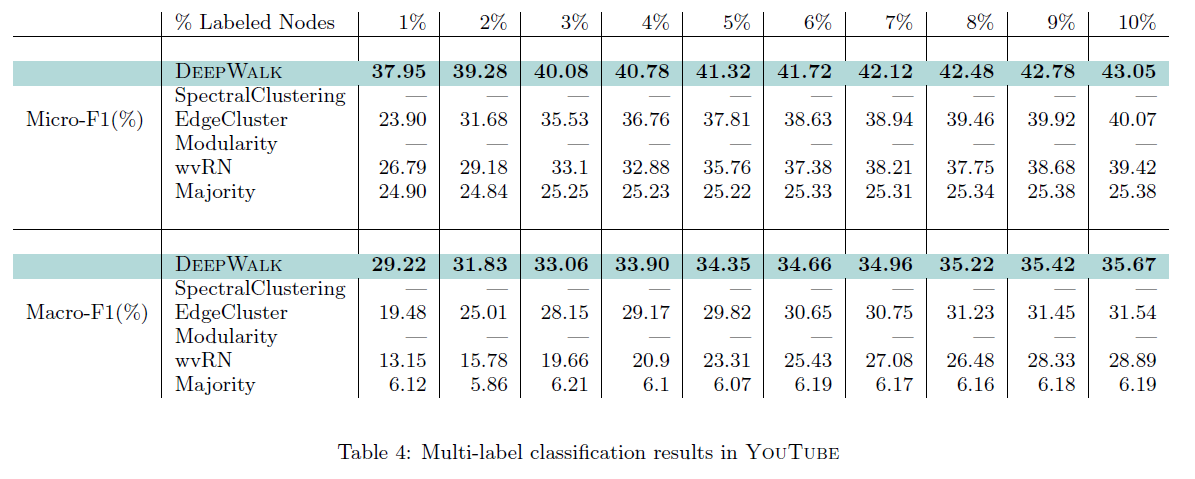 % Labeled Nodes 1% 2% 3% 4% 5% 6% 7% 8% 9% 10%
DEEPWALK 37.95 39.28 40.08 40.78 41.32 41.72 42.12 42.48 42.78 43.05
SpectralClustering — — — — — — — — — —
Micro-F1(%) EdgeCluster 23.90 31.68 35.53 36.76 37.81 38.63 38.94 39.46 39.92 40.07
Modularity — — — — — — — — — —
wvRN 26.79 29.18 33.1 32.88 35.76 37.38 38.21 37.75 38.68 39.42
Majority 24.90 24.84 25.25 25.23 25.22 25.33 25.31 25.34 25.38 25.38
DEEPWALK 29.22 31.83 33.06 33.90 34.35 34.66 34.96 35.22 35.42 35.67
SpectralClustering — — — — — — — — — —
Macro-F1(%) EdgeCluster 19.48 25.01 28.15 29.17 29.82 30.65 30.75 31.23 31.45 31.54
Modularity — — — — — — — — — —
wvRN 13.15 15.78 19.66 20.9 23.31 25.43 27.08 26.48 28.33 28.89
Majority 6.12 5.86 6.21 6.1 6.07 6.19 6.17 6.16 6.18 6.19
Table 4: Multi-label classification results in YOUTUBE